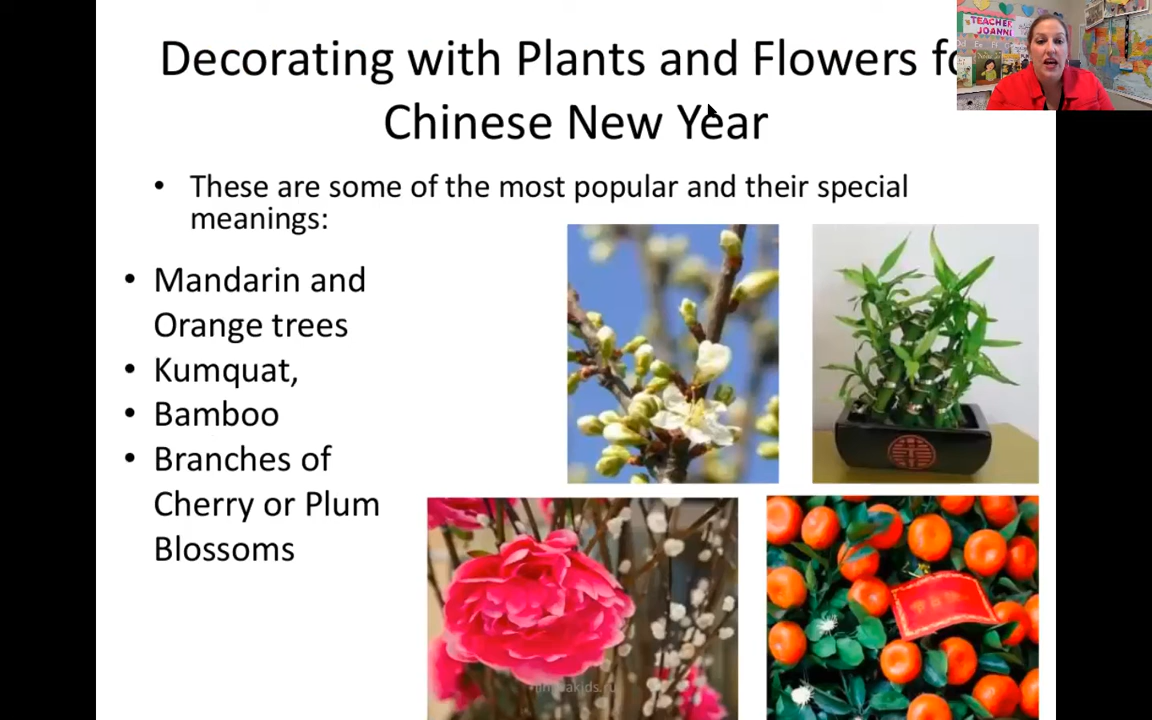 Decorating with Plants and Flowers fo
Chinese New Year
• These are some of the most popular and their special
meanings:
• Mandarin and
Orange trees
• Kumquat,
• Bamboo
• Branches of
Cherry or Plum
Blossoms
TEACHER
JOANNI